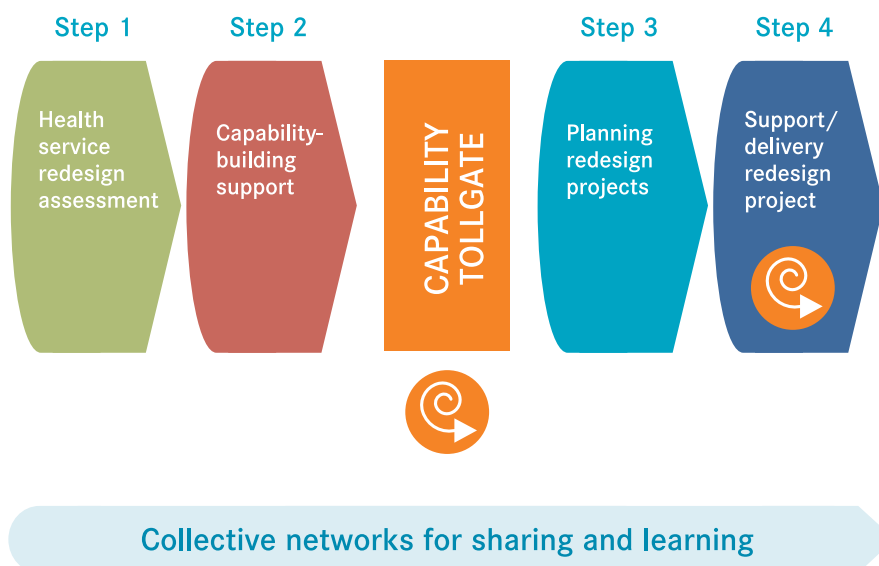 Step 1
Health
service
redesign
assessment
Step 2
Capability-
building
support
CAPABILITY
TOLLGATE
Step 3
Planning
redesign
projects
Step 4
Support/
delivery
redesign
project
Collective networks for sharing and learning